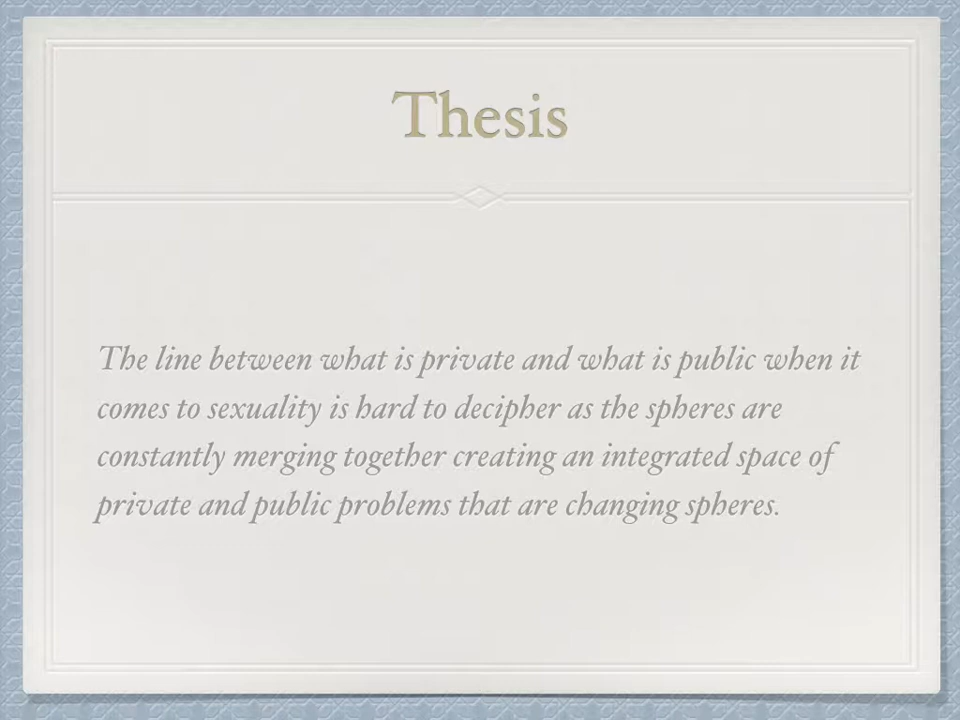 Thesis
The line between what is private and what is public when it
comes to sexuality is hard to decipher as the spheres are
constantly merging together creating an integrated space of
private and public problems that are changing spheres.